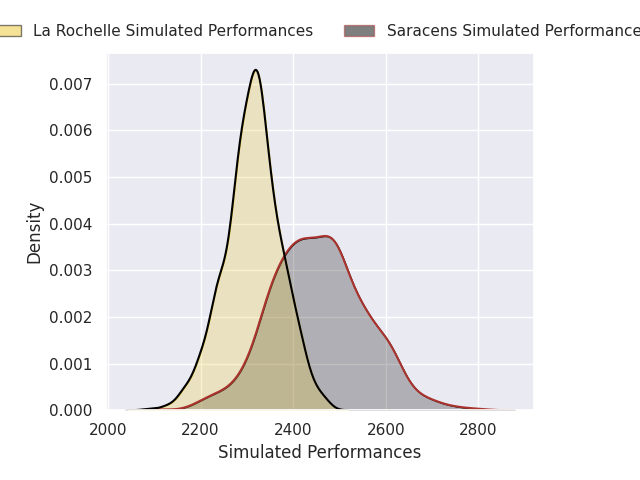 La Rochelle Simulated Performances
Saracens Simulated Performance
0.007
0.006
0.005
0.004
0.003
0.002
0.001
0.000
Density
2000 2200 2400 2600 2800
Simulated Performances